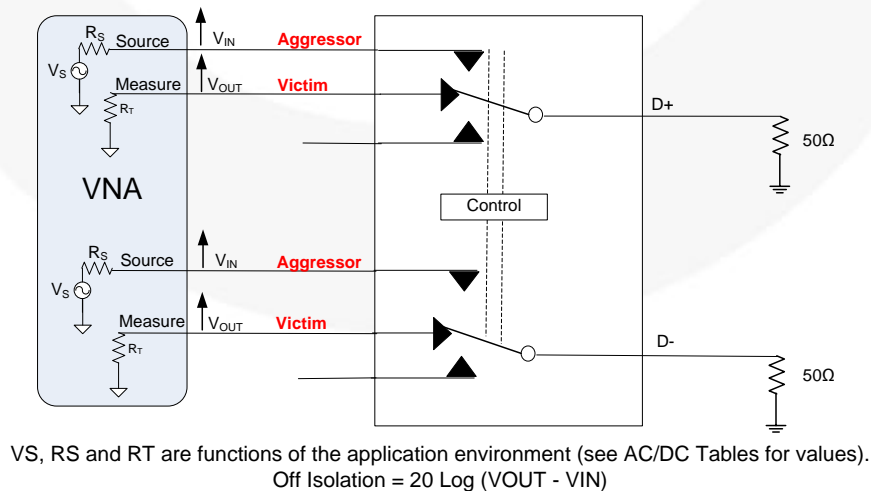 RS Source VIN Aggressor
VS
Measure VOUT Victim
RT
D+
50Ω
VNA
Control
RS Source VIN Aggressor
VS
Measure VOUT Victim
RT
D-
50Ω
VS, RS and RT are functions of the application environment (see AC/DC Tables for values).
Off Isolation = 20 Log (VOUT - VIN)